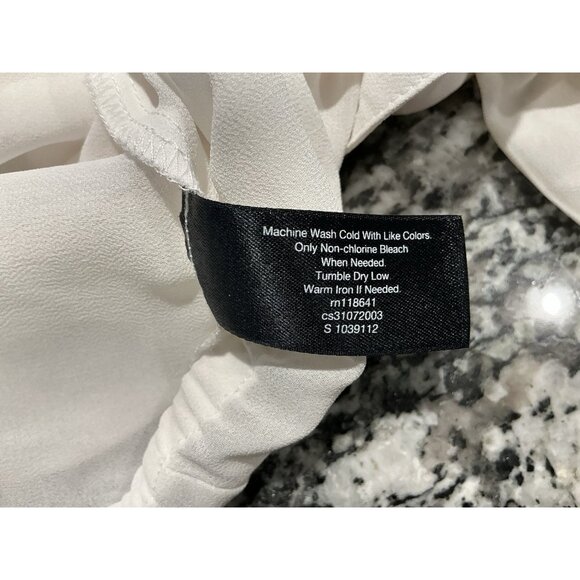 Machine Wash Cold With Like Colors.
Only Non-chlorine Bleach
When Needed.
Tumble Dry Low
Warm Iron If Needed.
rn118641
cs31072003
S 1039112